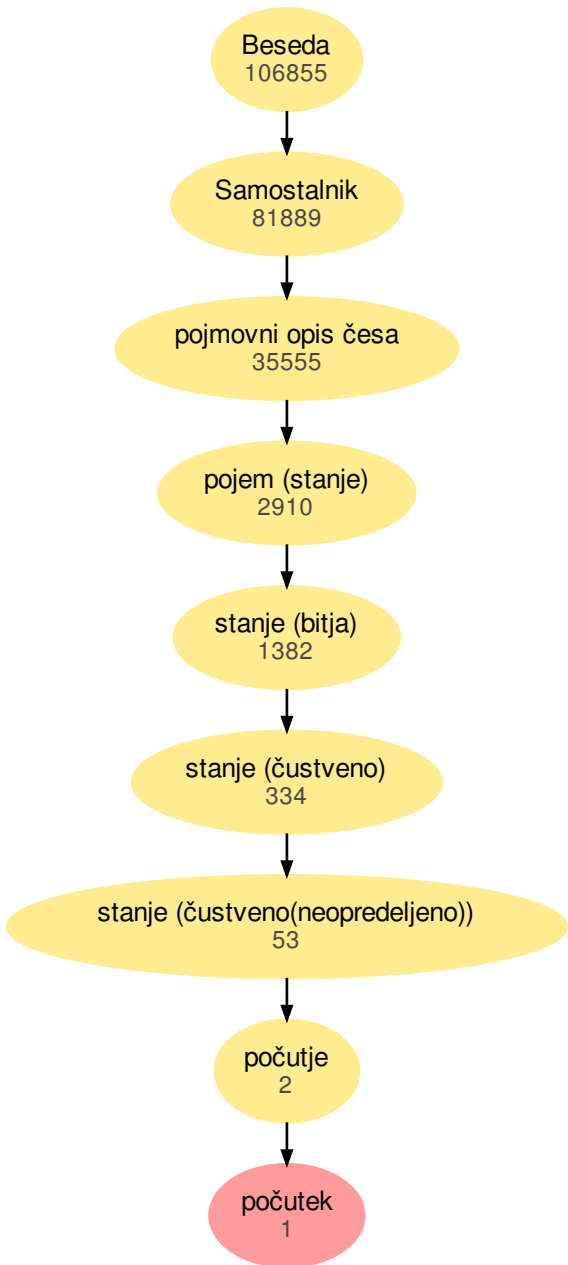 Beseda
106855
Samostalnik
81889
pojmovni opis česa
35555
pojem (stanje)
2910
stanje (bitja)
1382
stanje (čustveno)
334
stanje (čustveno(neopredeljeno))
53
počutje
2
počutek
1